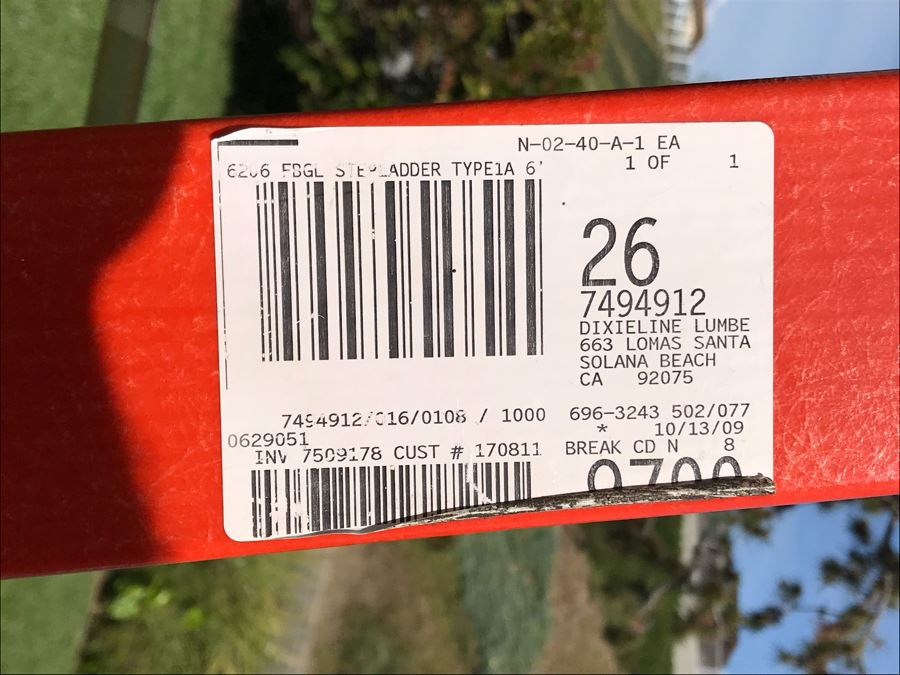 N-02-40-A-1 EA
6206 FBGL STEPLADDER TYPE1A 6'
1 OF 1
26
7494912
DIXIELINE LUMBE
663 LOMAS SANTA
SOLANA BEACH
CA 92075
7494912/016/0108 / 1000
696-3243 502/077
0629051
* 10/13/09
INV 7509178 CUST # 170811
BREAK CD N 8